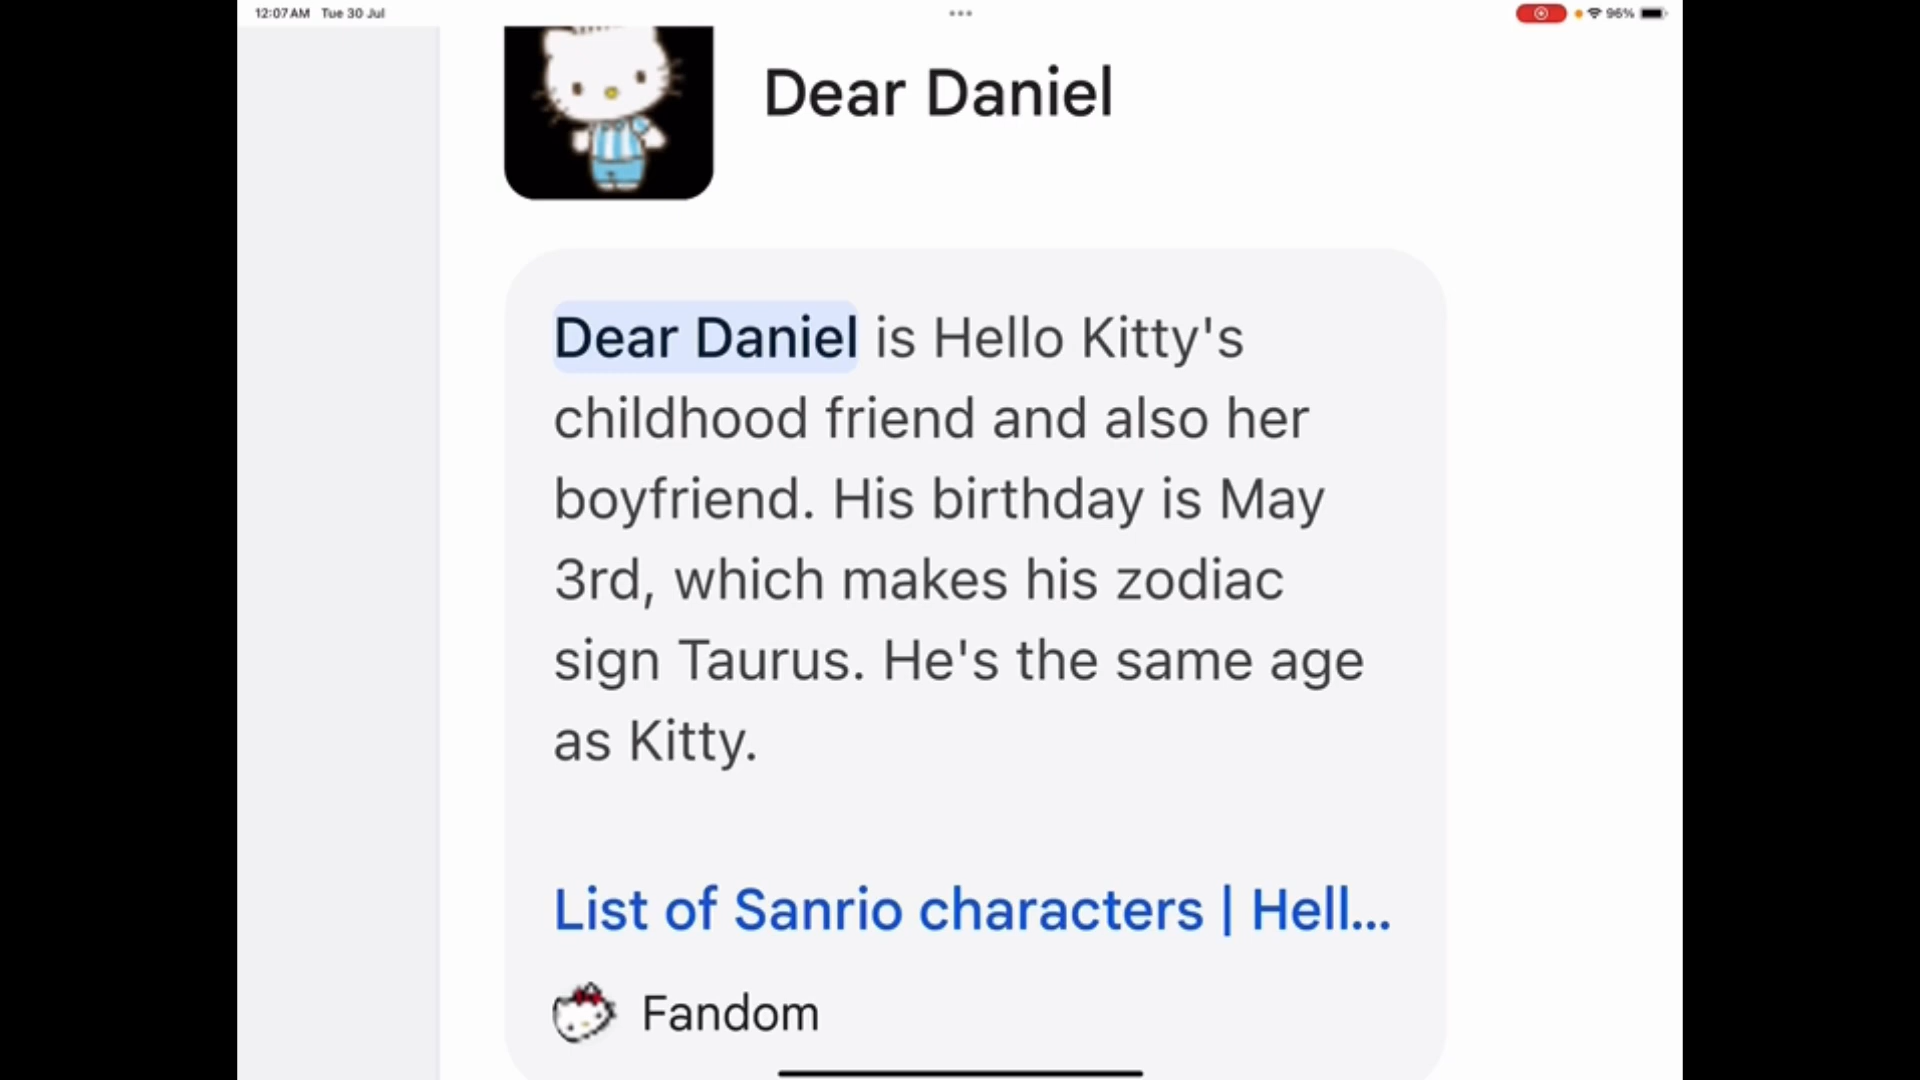 12:07 AM Tue 30 Jul
96%
Dear Daniel
Dear Daniel is Hello Kitty's
childhood friend and also her
boyfriend. His birthday is May
3rd, which makes his zodiac
sign Taurus. He's the same age
as Kitty.
List of Sanrio characters | Hell...
Fandom